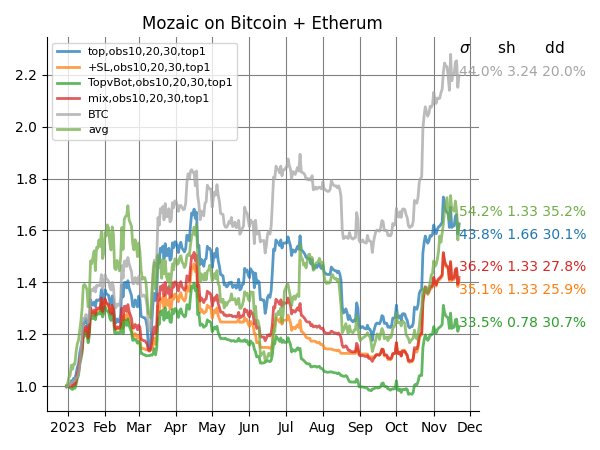 Mozaic on Bitcoin + Etherum
σ sh dd
top,obs10,20,30,top1
+SL,obs10,20,30,top1
TopvBot,obs10,20,30,top1
mix,obs10,20,30,top1
BTC
avg
44.0% 3.24 20.0%
54.2% 1.33 35.2%
43.8% 1.66 30.1%
36.2% 1.33 27.8%
35.1% 1.33 25.9%
33.5% 0.78 30.7%
2.2
2.0
1.8
1.6
1.4
1.2
1.0
2023 Feb Mar Apr May Jun Jul Aug Sep Oct Nov Dec